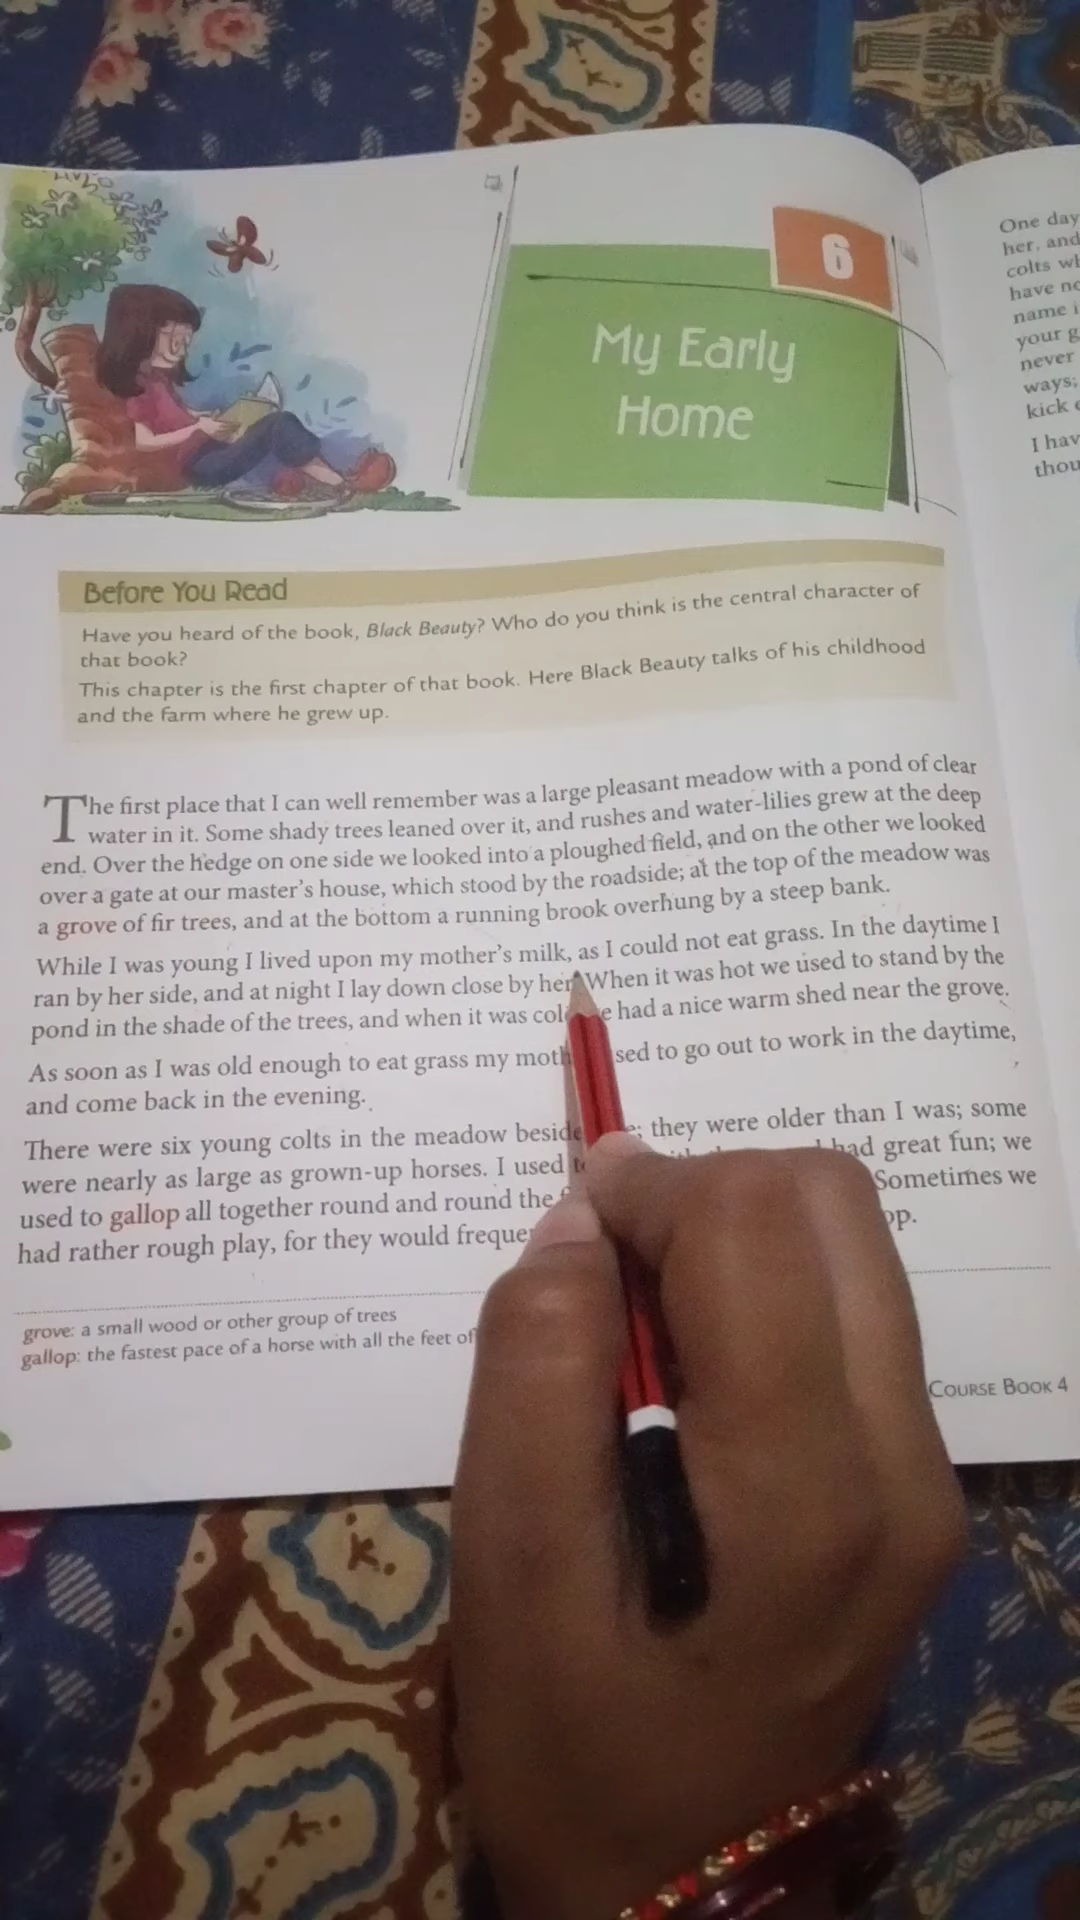 6
My Early
Home
Before You Read
Have you heard of the book, Black Beauty? Who do you think is the central character of
that book?
This chapter is the first chapter of that book. Here Black Beauty talks of his childhood
and the farm where he grew up.
The first place that I can well remember was a large pleasant meadow with a pond of clear
water in it. Some shady trees leaned over it, and rushes and water-lilies grew at the deep
end. Over the hedge on one side we looked into a ploughed field, and on the other we looked
over a gate at our master's house, which stood by the roadside; at the top of the meadow was
a grove of fir trees, and at the bottom a running brook overhung by a steep bank.
While I was young I lived upon my mother's milk, as I could not eat grass. In the daytime I
ran by her side, and at night I lay down close by her. When it was hot we used to stand by the
pond in the shade of the trees, and when it was had a nice warm shed near the grove.
As soon as I was old enough to eat grass my to go out to work in the daytime,
and come back in the evening.
There were six young colts in the meadow they were older than I was; some
were nearly as large as grown-up horses. I used had great fun; we
used to gallop all together round and round the Sometimes we
had rather rough play, for they would
grove: a small wood or other group of trees
gallop: the fastest pace of a horse with all the feet of
COURSE BOOK 4
One day
her, and
colts
have
name
your
never
ways;
kick
I